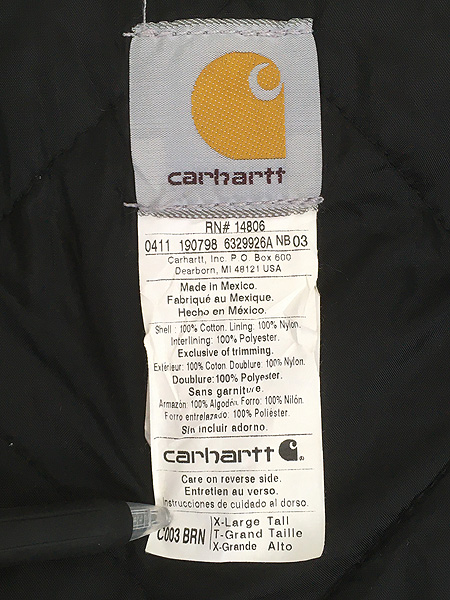 carhartt
RN# 14806
0411 190798 6329926A NB 03
Carhartt, Inc. P.O. Box 600
Dearborn, MI 48121 USA
Made in Mexico.
Fabriqué au Mexique.
Hecho en México.
Shell : 100% Cotton. Lining: 100% Nylon.
Interlining: 100% Polyester.
Exclusive of trimming.
Extérieur: 100% Coton. Doublure: 100% Nylon.
Doublure: 100% Polyester.
Sans garniture.
Armazón: 100% Algodón. Forro: 100% Nilón.
Forro entrelazado: 100% Poliéster.
Sin incluir adorno.
carhartt ®
Care on reverse side.
Entretien au verso.
Instrucciones de cuidado al dorso.
C003 BRN
X-Large Tall
T-Grand Taille
X-Grande Alto